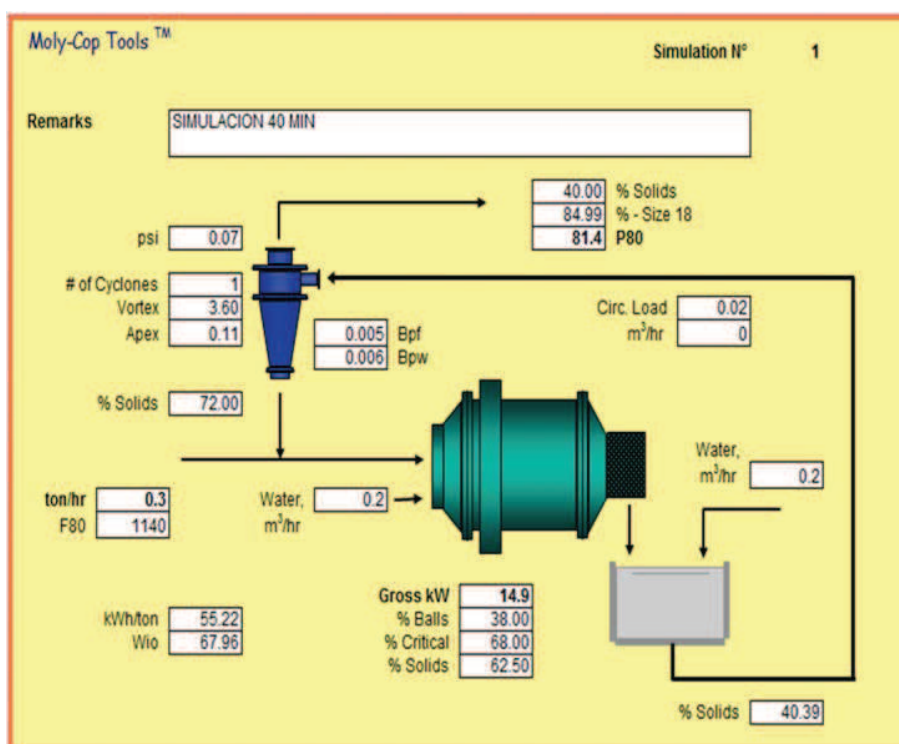 Moly-Cop Tools TM
Simulation Nº 1
Remarks SIMULACION 40 MIN
40.00 % Solids
84.99 % - Size 18
psi 0.07 81.4 P80
# of Cyclones 1
Vortex 3.60 Circ. Load 0.02
Apex 0.11 0.005 Bpf m³/hr 0
0.006 Bpw
% Solids 72.00
Water,
m³/hr 0.2
ton/hr 0.3 Water, 0.2
F80 1140 m³/hr
Gross kW 14.9
kWh/ton 55.22 % Balls 38.00
Wio 67.96 % Critical 68.00
% Solids 62.50
% Solids 40.39